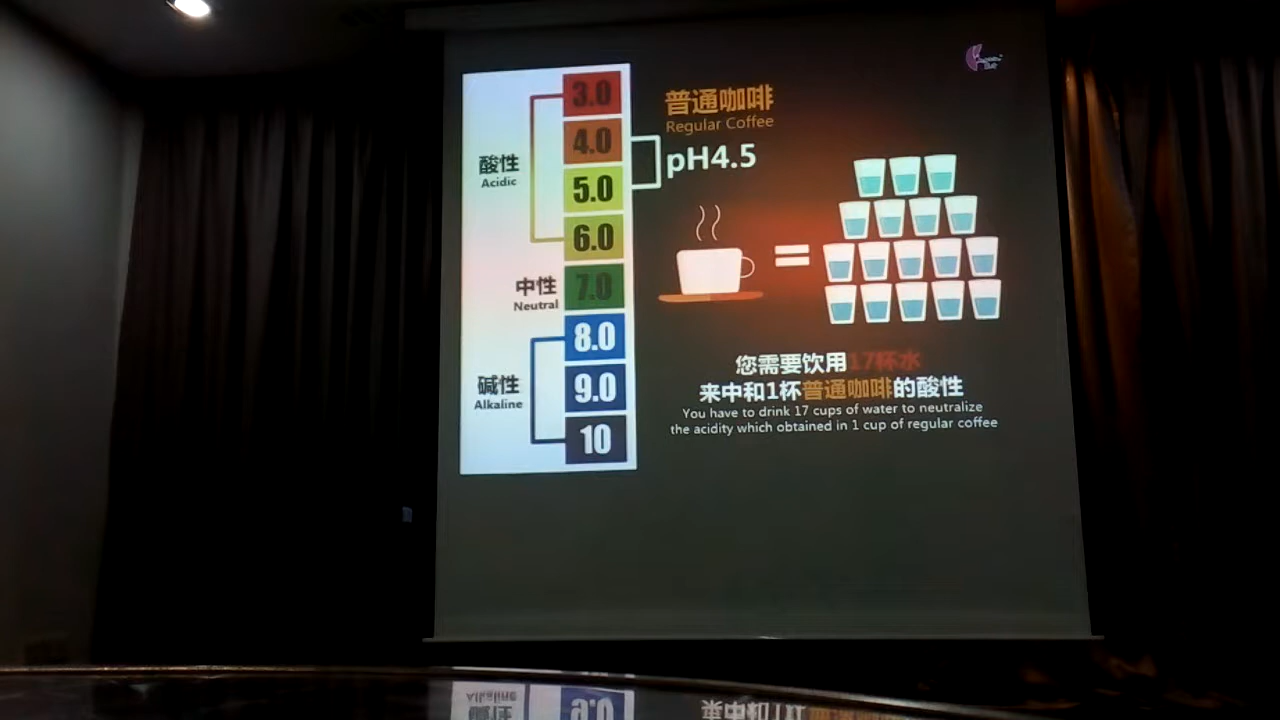 3.0
4.0
5.0
6.0
7.0
8.0
9.0
10
酸性
Acidic
中性
Neutral
碱性
Alkaline
普通咖啡
Regular Coffee
pH4.5
=
您需要饮用17杯水
来中和1杯普通咖啡的酸性
You have to drink 17 cups of water to neutralize
the acidity which obtained in 1 cup of regular coffee